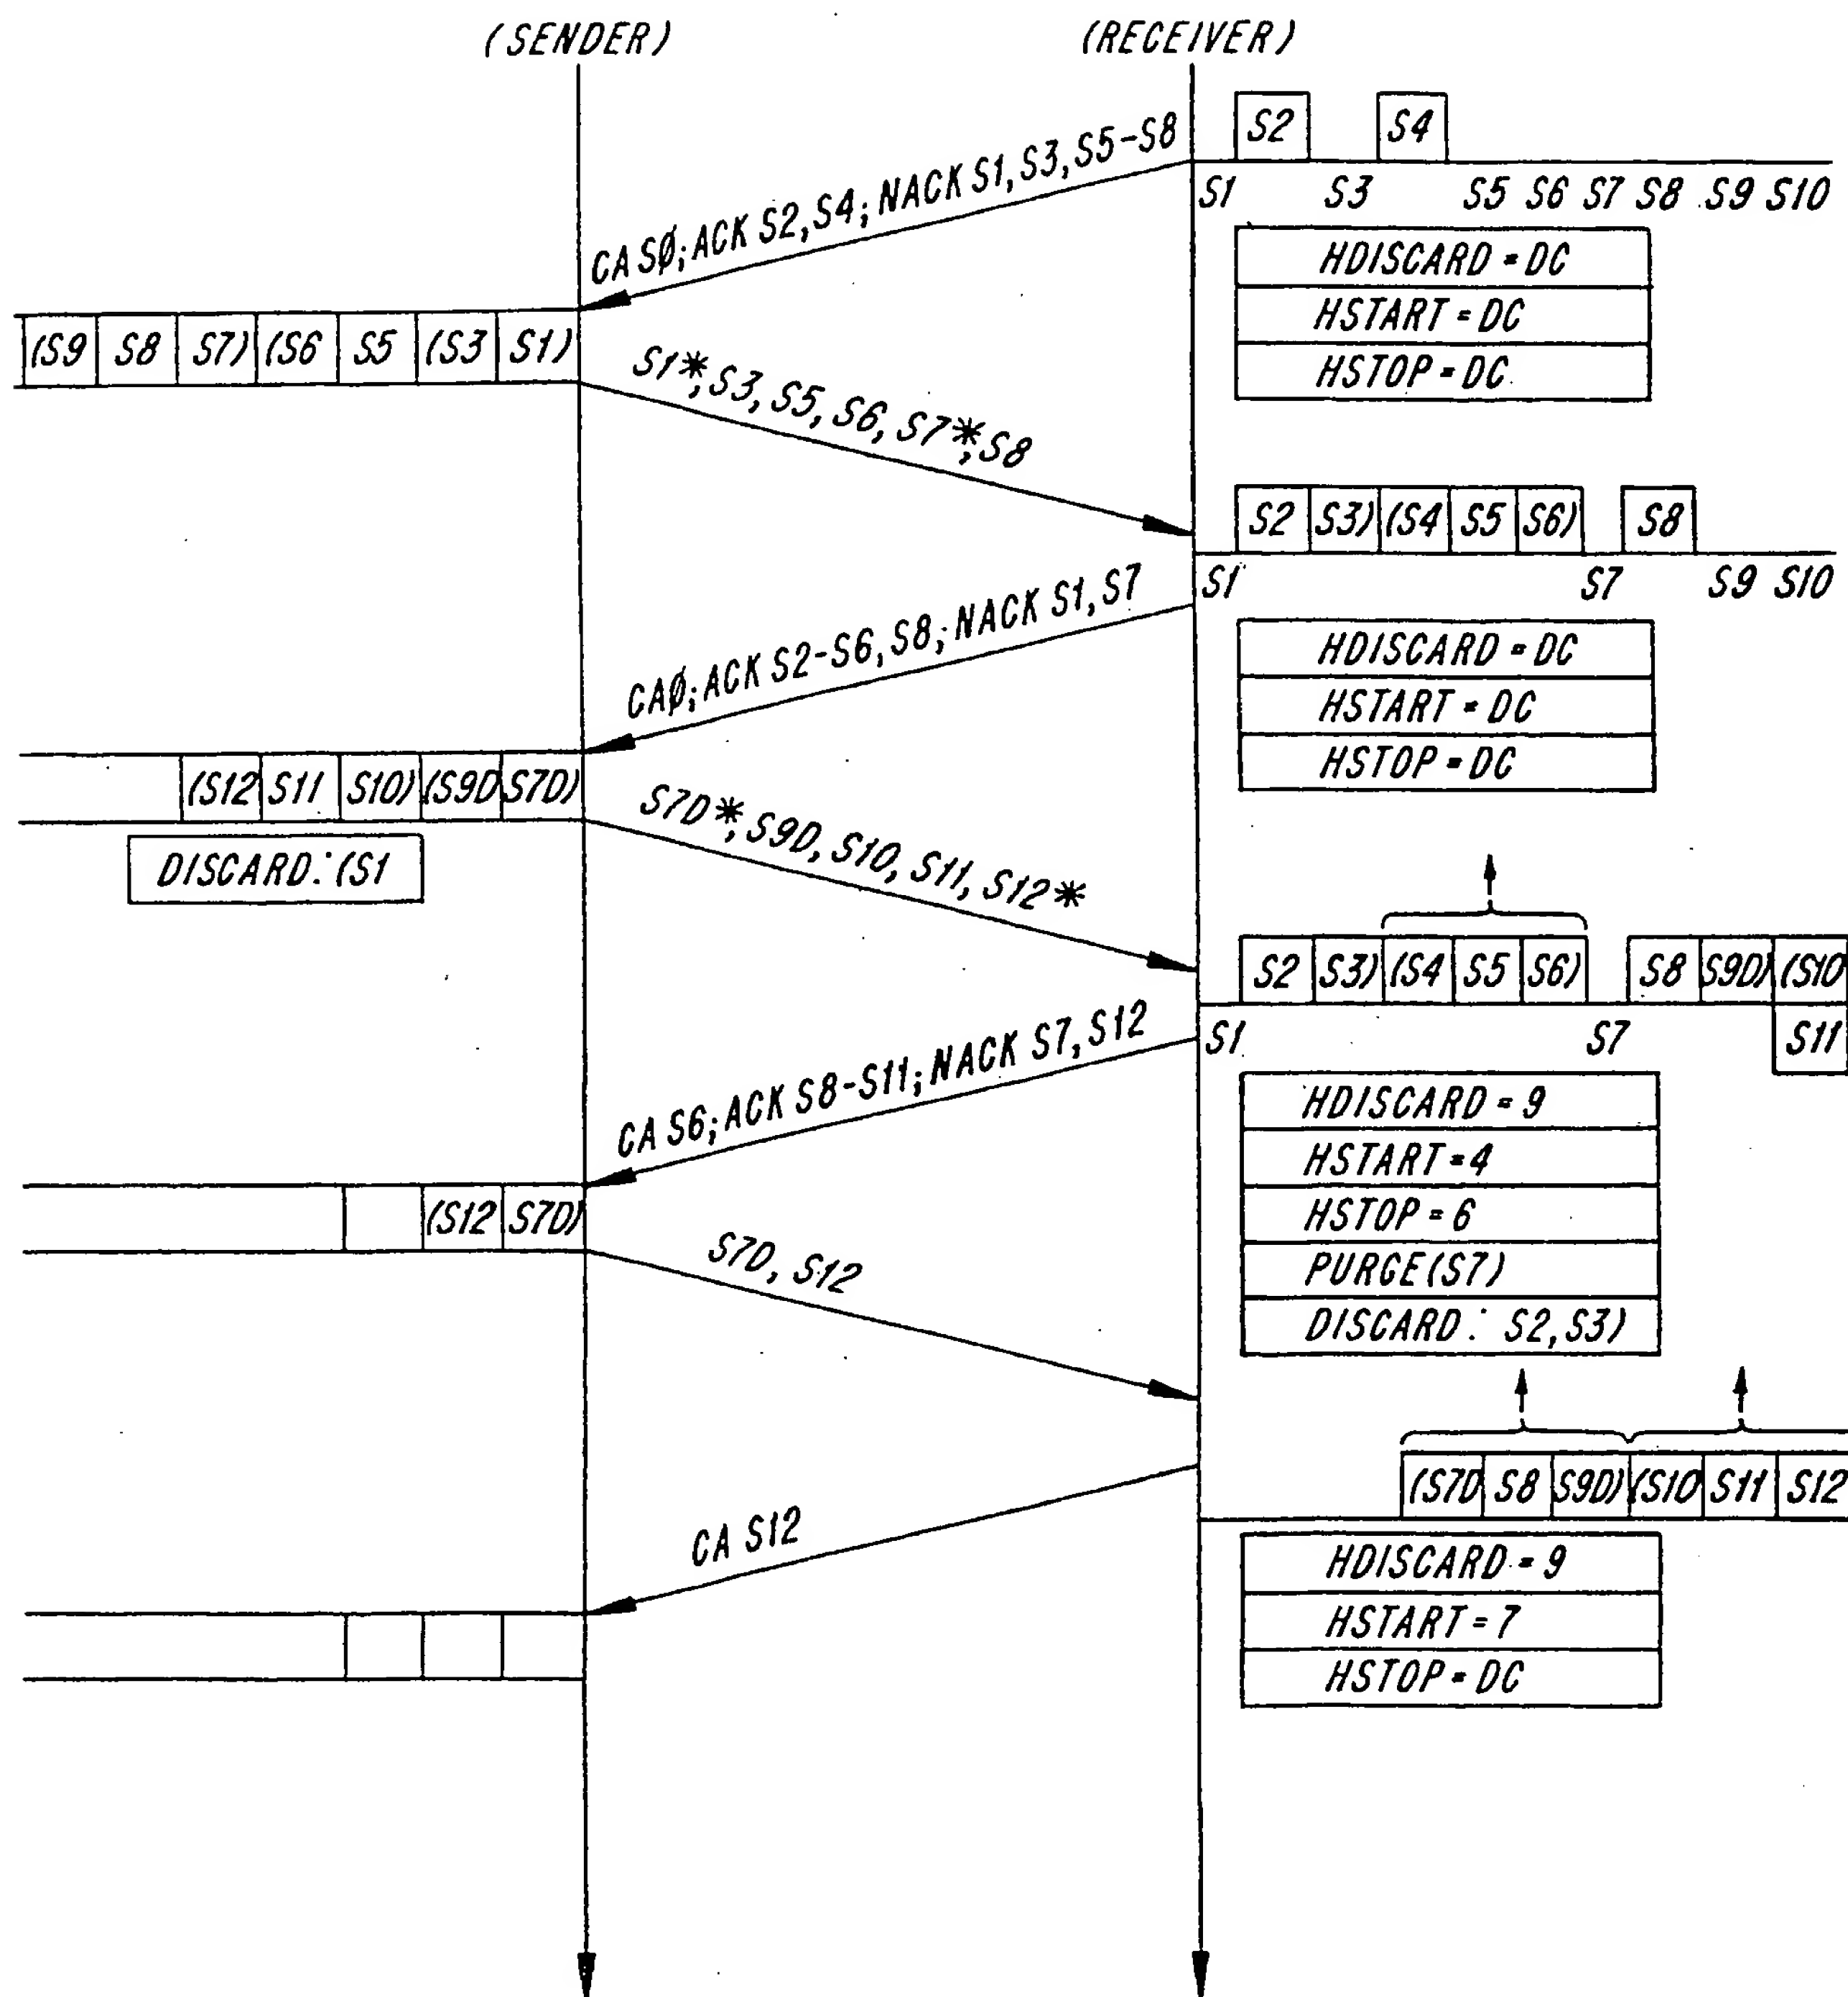 (SENDER)
(RECEIVER)
S2 S4
S1 S3 S5 S6 S7 S8 S9 S10
CA SØ; ACK S2, S4; NACK S1, S3, S5-S8
HDISCARD = DC
HSTART = DC
HSTOP = DC
(S9 S8 S7) (S6 S5 (S3 S1)
S1*, S3, S5, S6, S7*, S8
S2 S3) (S4 S5 S6) S8
S1 S7 S9 S10
CAØ; ACK S2-S6, S8; NACK S1, S7
HDISCARD = DC
HSTART = DC
HSTOP = DC
(S12 S11 S10) (S9D S7D)
DISCARD: (S1
S7D*, S9D, S10, S11, S12*
S2 S3) (S4 S5 S6) S8 S9D) (S10
S1 S7 S11
CA S6; ACK S8-S11; NACK S7, S12
HDISCARD = 9
HSTART = 4
HSTOP = 6
PURGE(S7)
DISCARD: S2, S3)
(S12 S7D)
S7D, S12
(S7D S8 S9D) (S10 S11 S12
CA S12
HDISCARD = 9
HSTART = 7
HSTOP = DC